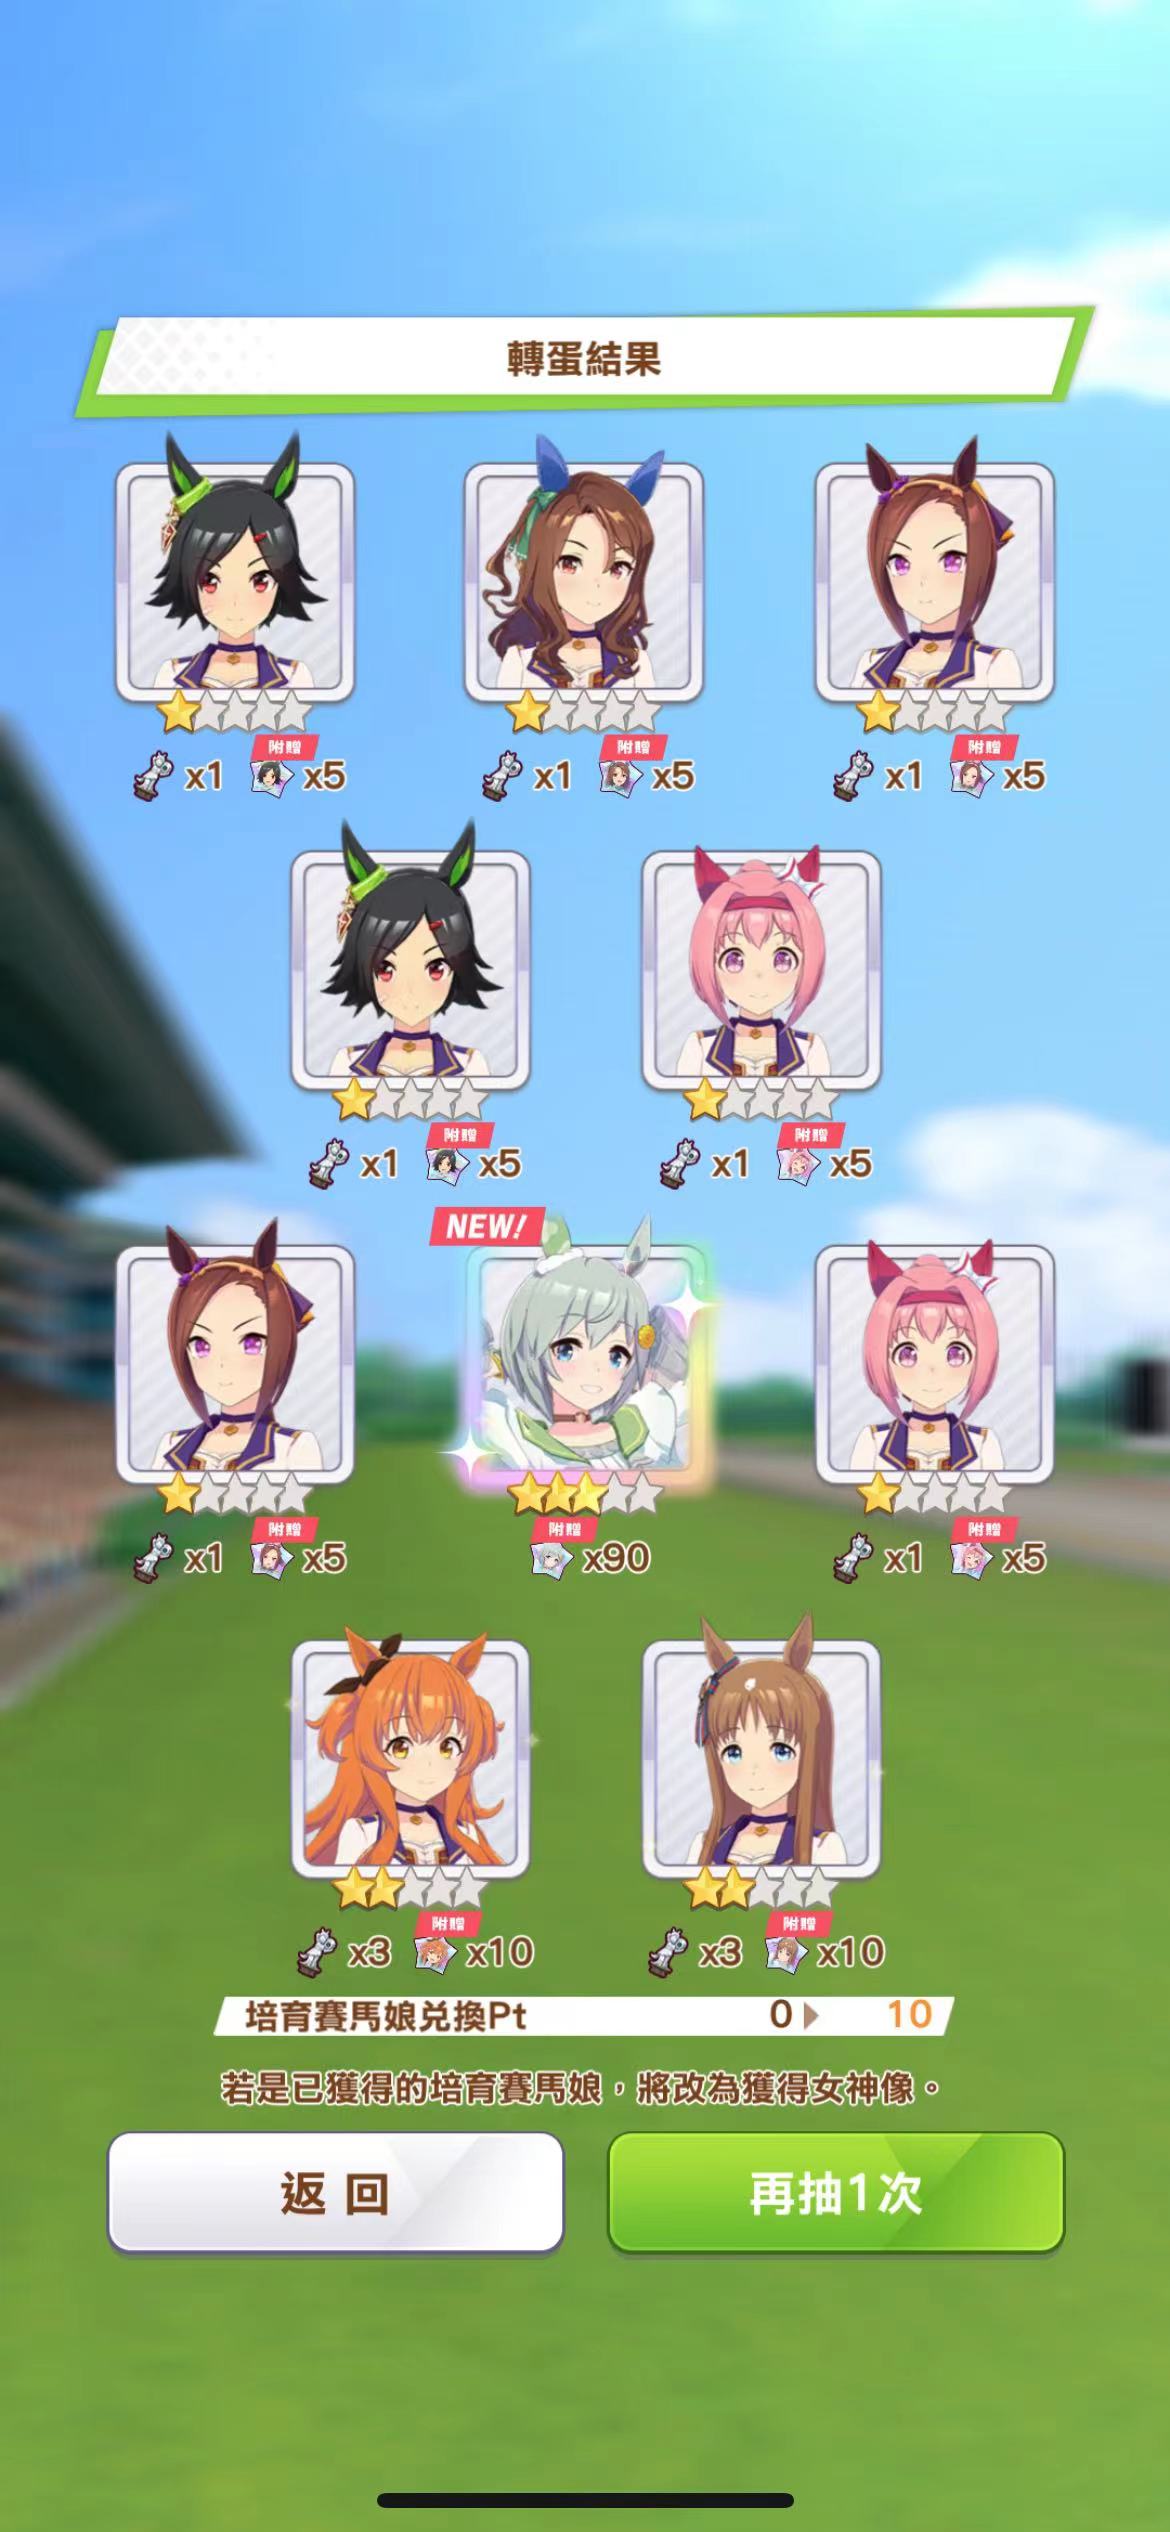 轉蛋結果
附贈 附贈 附贈
x1 x5 x1 x5 x1 x5
附贈 附贈
x1 x5 x1 x5
NEW!
附贈 附贈 附贈
x1 x5 x90 x1 x5
附贈 附贈
x3 x10 x3 x10
培育賽馬娘兌換Pt 0 10
若是已獲得的培育賽馬娘，將改為獲得女神像。
返回 再抽1次